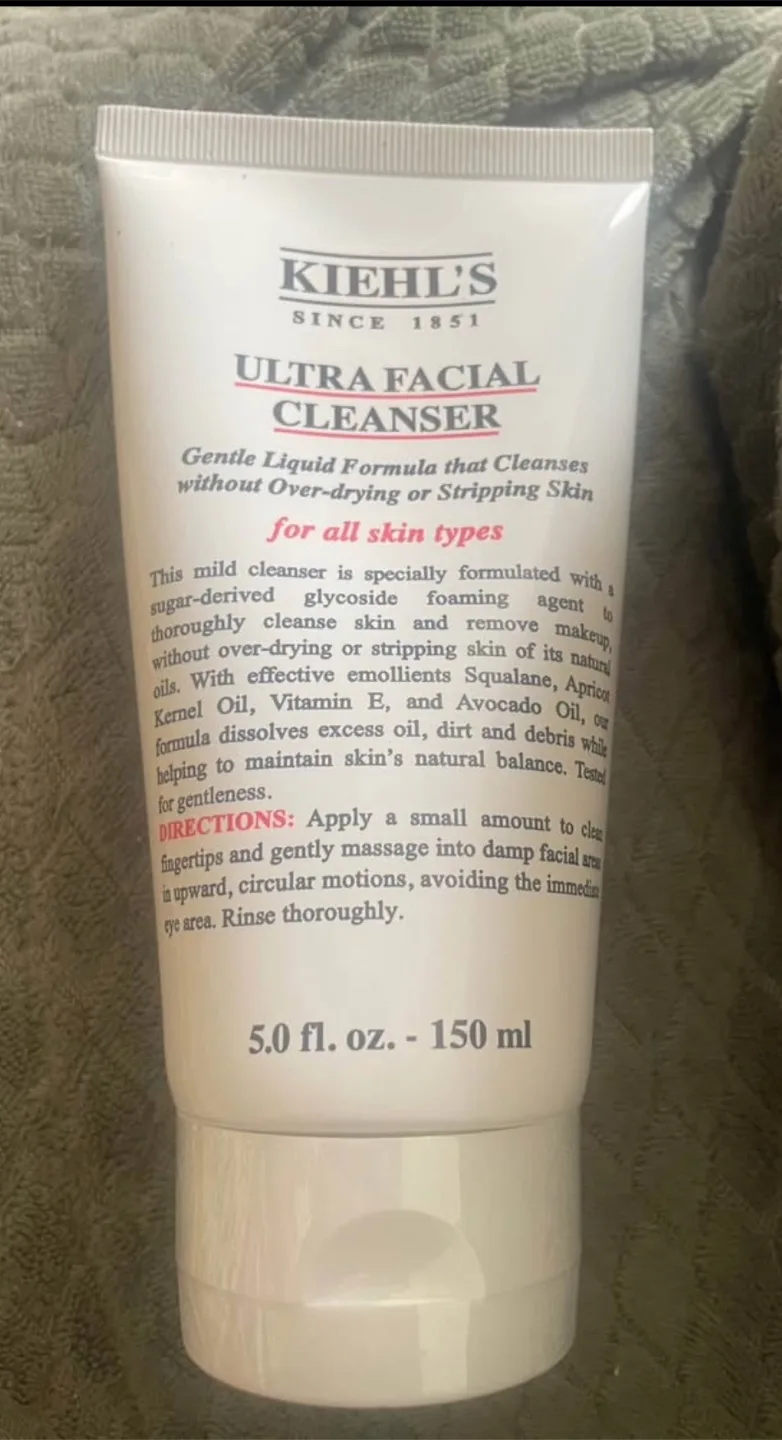 KIEHL'S
SINCE 1851
ULTRA FACIAL
CLEANSER
Gentle Liquid Formula that Cleanses
without Over-drying or Stripping Skin
for all skin types
This mild cleanser is specially formulated with a
sugar-derived glycoside foaming agent to
thoroughly cleanse skin and remove makeup,
without over-drying or stripping skin of its natural
oils. With effective emollients Squalane, Apricot
Kernel Oil, Vitamin E, and Avocado Oil, our
formula dissolves excess oil, dirt and debris while
helping to maintain skin's natural balance. Tested
for gentleness.
DIRECTIONS: Apply a small amount to clean
fingertips and gently massage into damp facial areas
in upward, circular motions, avoiding the immediate
eye area. Rinse thoroughly.
5.0 fl. oz. - 150 ml